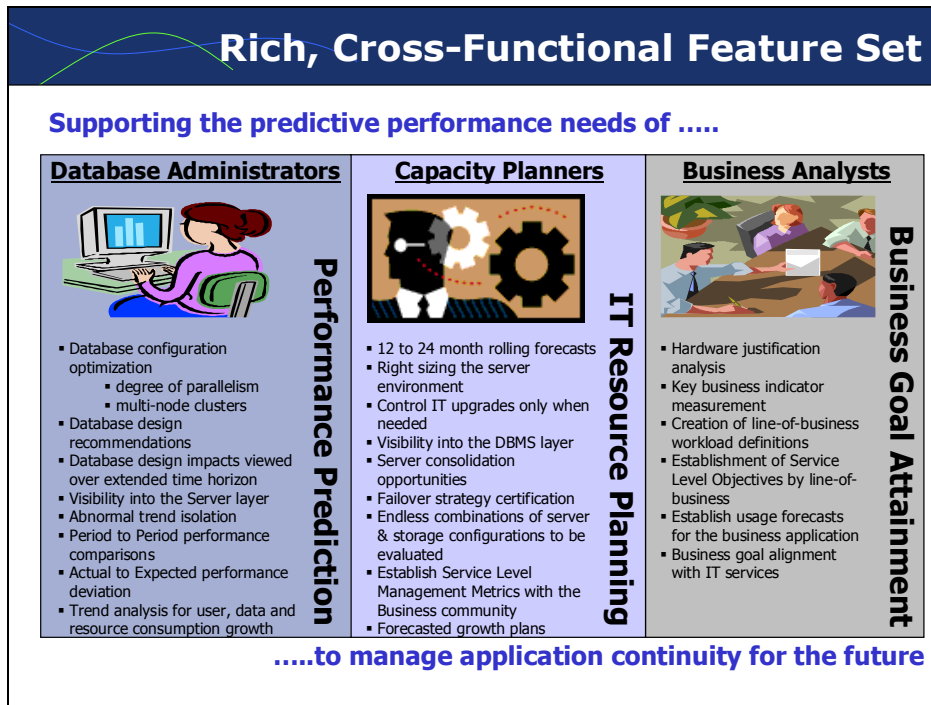 Rich, Cross-Functional Feature Set
Supporting the predictive performance needs of .....
Database Administrators
Performance Prediction
▪ Database configuration
optimization
▪ degree of parallelism
▪ multi-node clusters
▪ Database design
recommendations
▪ Database design impacts viewed
over extended time horizon
▪ Visibility into the Server layer
▪ Abnormal trend isolation
▪ Period to Period performance
comparisons
▪ Actual to Expected performance
deviation
▪ Trend analysis for user, data and
resource consumption growth
Capacity Planners
IT Resource Planning
▪ 12 to 24 month rolling forecasts
▪ Right sizing the server
environment
▪ Control IT upgrades only when
needed
▪ Visibility into the DBMS layer
▪ Server consolidation
opportunities
▪ Failover strategy certification
▪ Endless combinations of server
& storage configurations to be
evaluated
▪ Establish Service Level
Management Metrics with the
Business community
▪ Forecasted growth plans
Business Analysts
Business Goal Attainment
▪ Hardware justification
analysis
▪ Key business indicator
measurement
▪ Creation of line-of-business
workload definitions
▪ Establishment of Service
Level Objectives by line-of-
business
▪ Establish usage forecasts
for the business application
▪ Business goal alignment
with IT services
.....to manage application continuity for the future